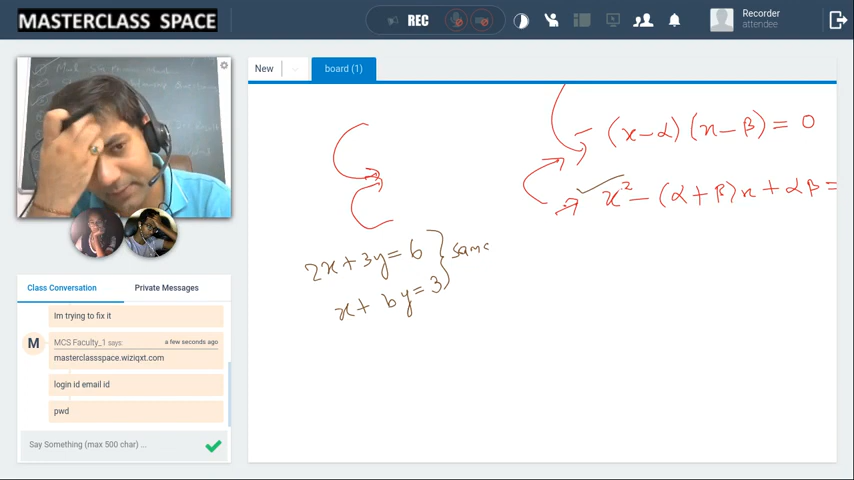 MASTERCLASS SPACE
REC
Recorder
attendee
New
board (1)
(x-α) (x-β) = 0
x² - (α+β)x + αβ =
2x + 3y = 6
same
x + by = 3
Class Conversation
Private Messages
Im trying to fix it
M
MCS Faculty_1 says:
a few seconds ago
masterclassspace.wiziqxt.com
login id email id
pwd
Say Something (max 500 char) ...